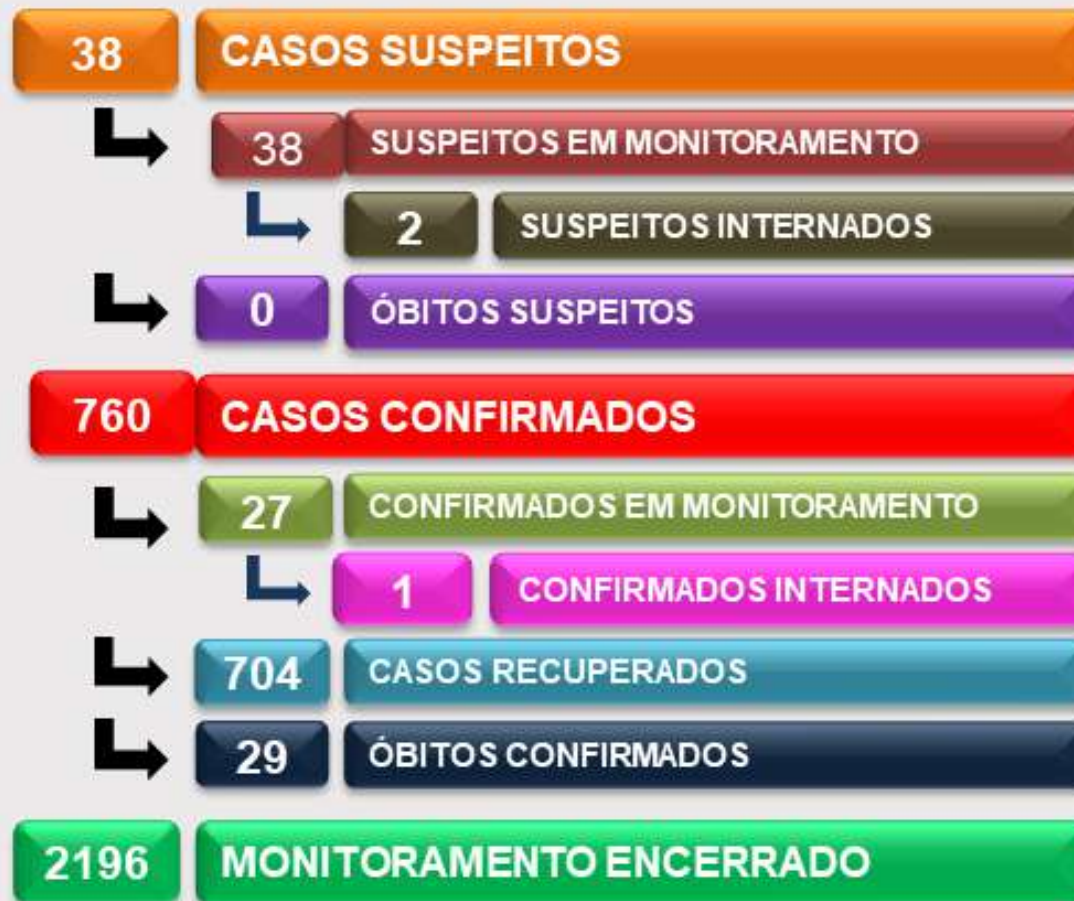 38 CASOS SUSPEITOS
38 SUSPEITOS EM MONITORAMENTO
2 SUSPEITOS INTERNADOS
0 ÓBITOS SUSPEITOS
760 CASOS CONFIRMADOS
27 CONFIRMADOS EM MONITORAMENTO
1 CONFIRMADOS INTERNADOS
704 CASOS RECUPERADOS
29 ÓBITOS CONFIRMADOS
2196 MONITORAMENTO ENCERRADO